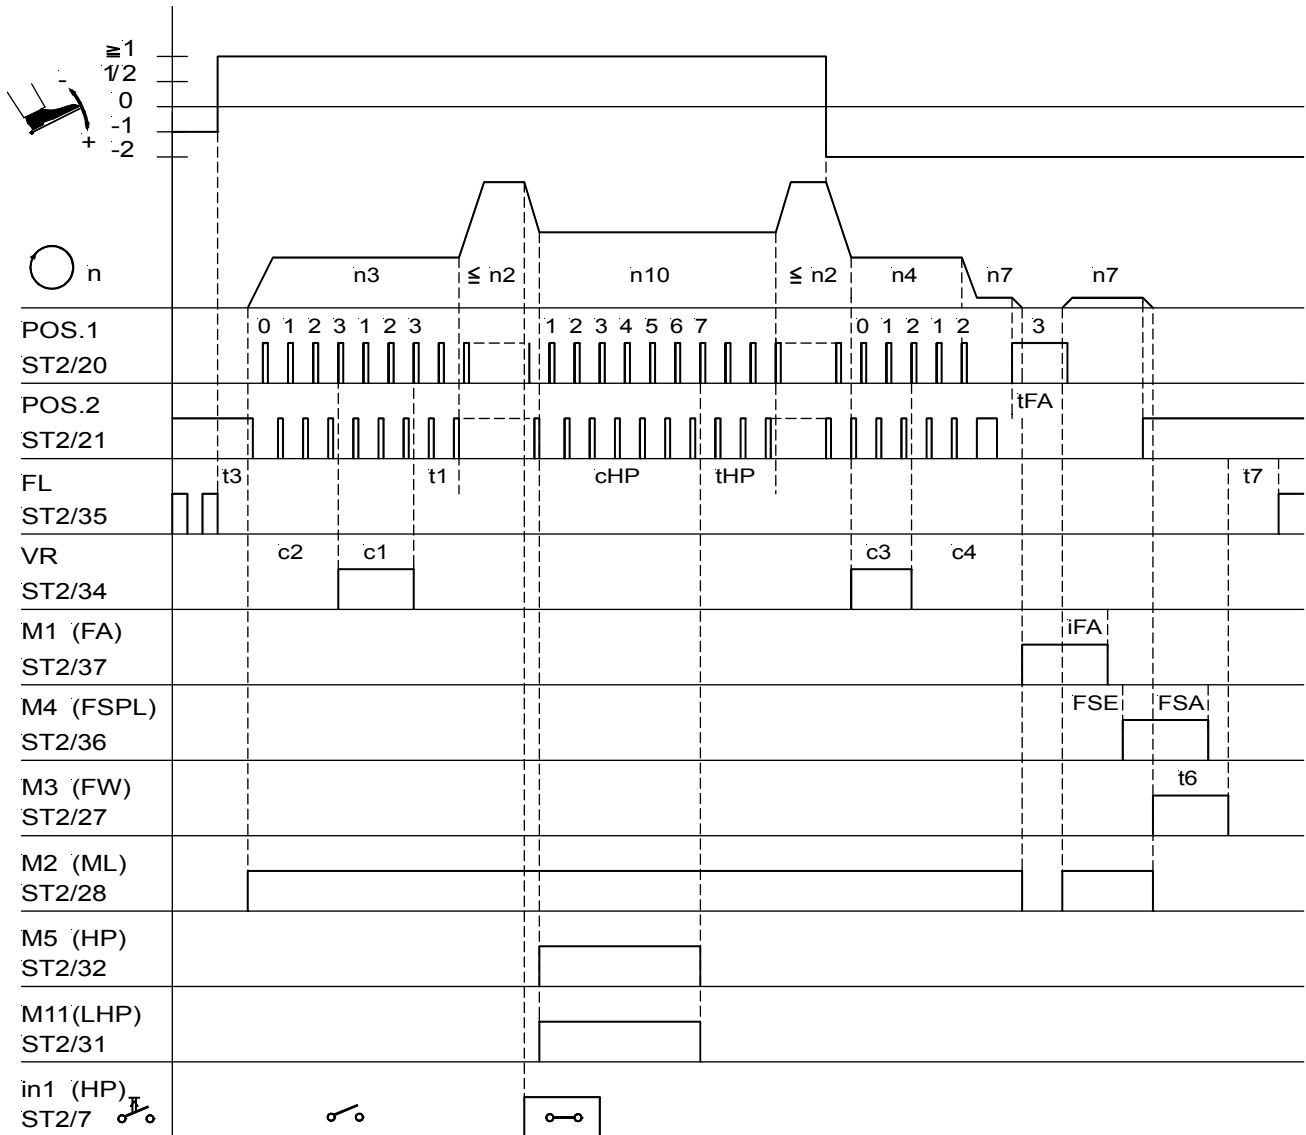 ≧1
1/2
0
-1
-2
-
+
n
n3
≦ n2
n10
≦ n2
n4
n7
n7
POS.1
0 1 2 3 1 2 3
1 2 3 4 5 6 7
0 1 2 1 2
3
ST2/20
POS.2
tFA
ST2/21
FL
t3
t1
cHP
tHP
t7
ST2/35
VR
c2
c1
c3
c4
ST2/34
M1 (FA)
iFA
ST2/37
M4 (FSPL)
FSE
FSA
ST2/36
M3 (FW)
t6
ST2/27
M2 (ML)
ST2/28
M5 (HP)
ST2/32
M11(LHP)
ST2/31
in1 (HP)
ST2/7